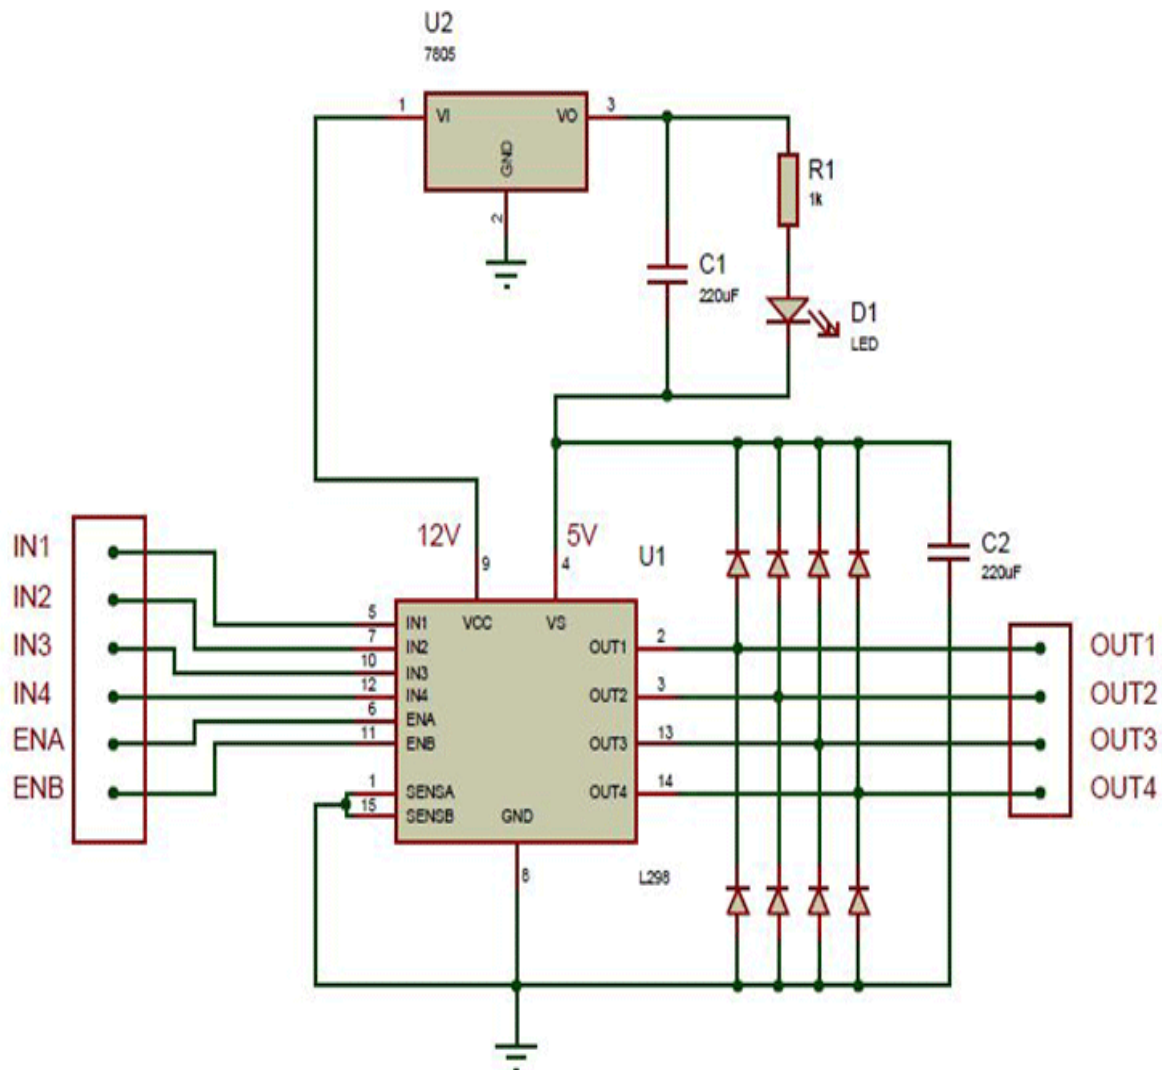 U2
7805
1
VI
VO
3
GND
2
R1
1k
C1
220uF
D1
LED
12V
5V
9
4
U1
C2
220uF
IN1
IN2
IN3
IN4
ENA
ENB
5
7
10
12
6
11
1
15
IN1
IN2
IN3
IN4
ENA
ENB
SENSA
SENSB
VCC
VS
GND
OUT1
OUT2
OUT3
OUT4
2
3
13
14
8
L298
OUT1
OUT2
OUT3
OUT4